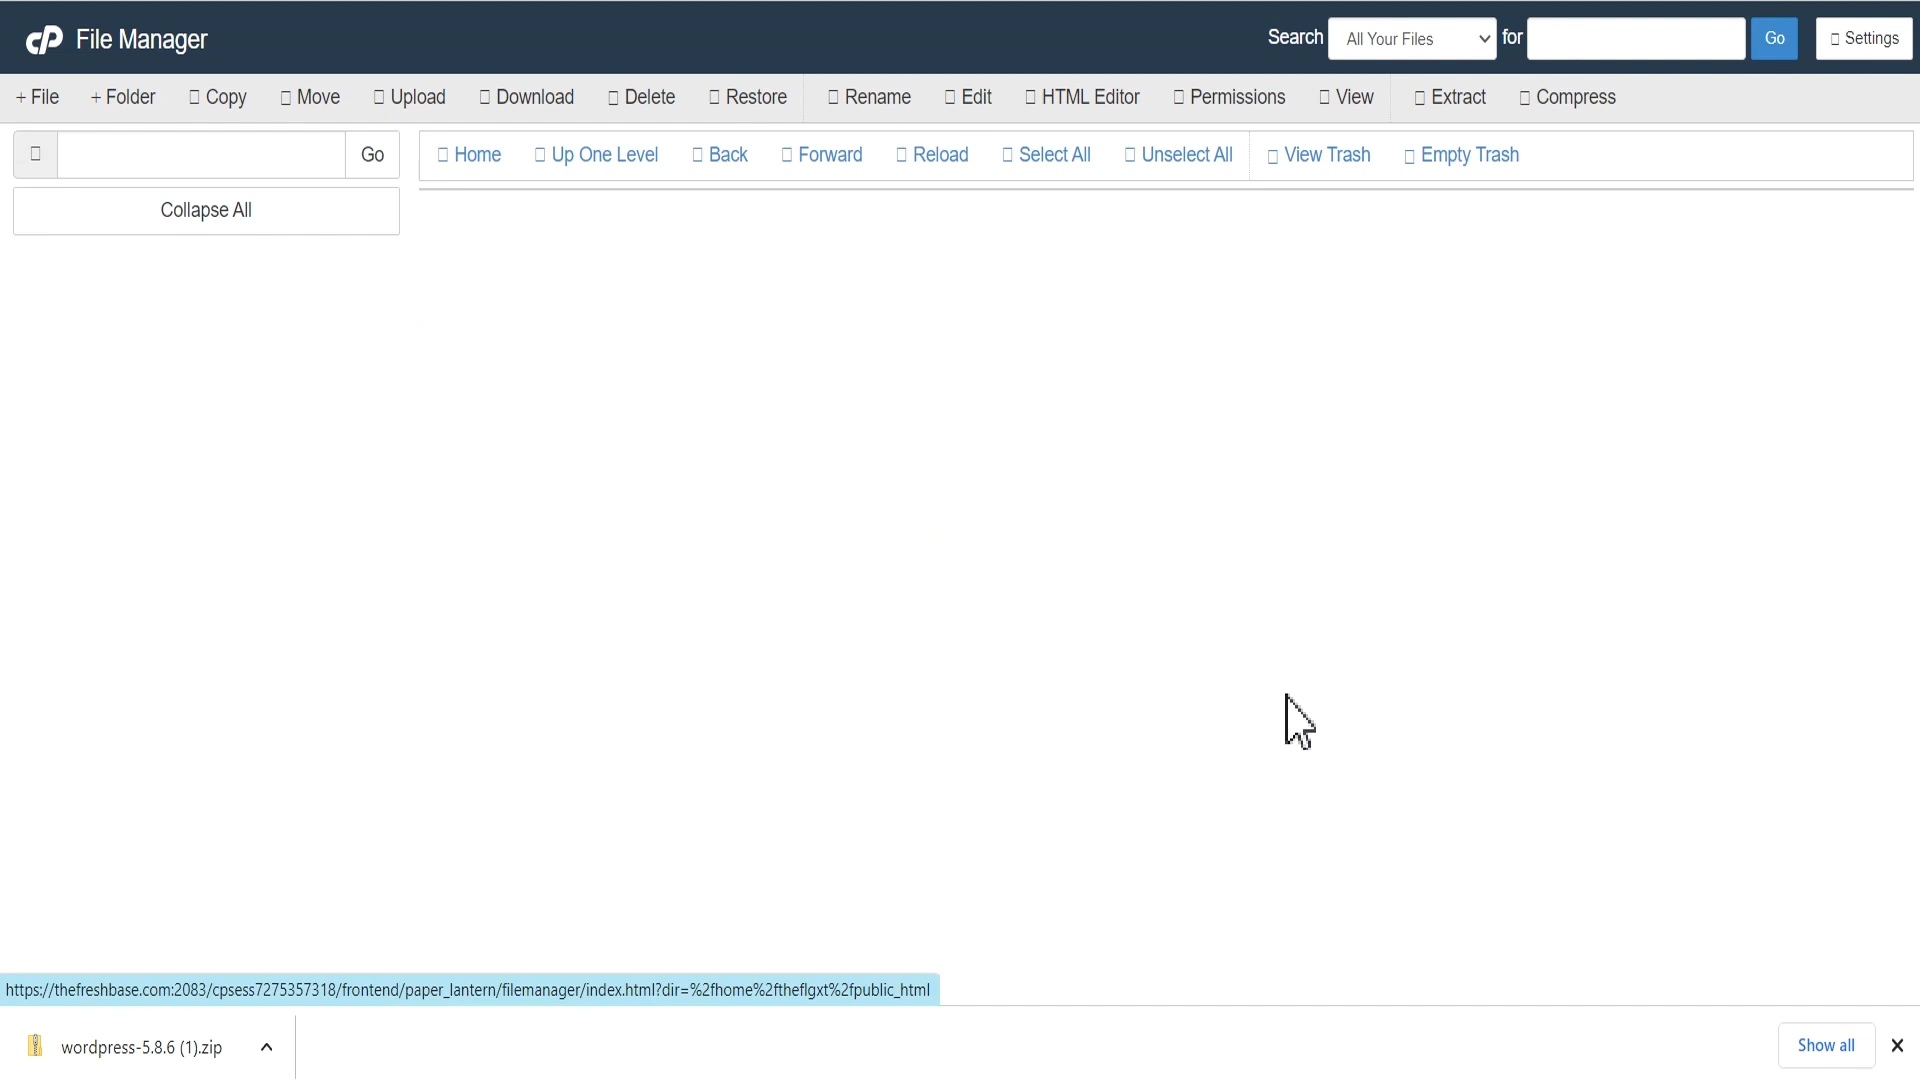 cP File Manager Search All Your Files for Go Settings
+ File + Folder Copy Move Upload Download Delete Restore Rename Edit HTML Editor Permissions View Extract Compress
Go Home Up One Level Back Forward Reload Select All Unselect All View Trash Empty Trash
Collapse All
https://thefreshbase.com:2083/cpsess7275357318/frontend/paper_lantern/filemanager/index.html?dir=%2fhome%2ftheflgxt%2fpublic_html
wordpress-5.8.6 (1).zip Show all